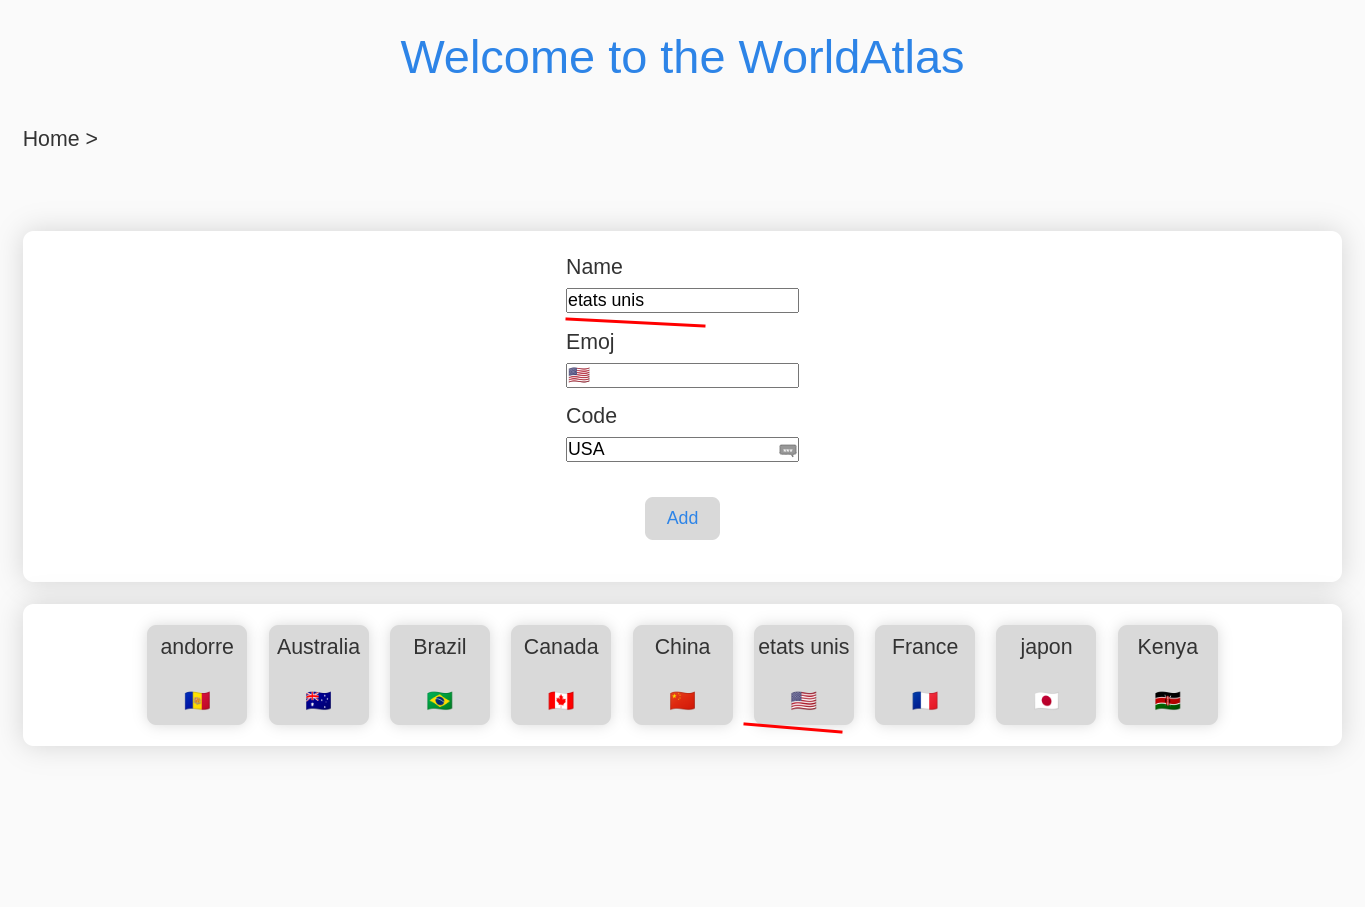 Welcome to the WorldAtlas
Home >
Name
etats unis
Emoj
🇺🇸
Code
USA
Add
andorre Australia Brazil Canada China etats unis France japon Kenya
🇦🇩 🇦🇺 🇧🇷 🇨🇦 🇨🇳 🇺🇸 🇫🇷 🇯🇵 🇰🇪